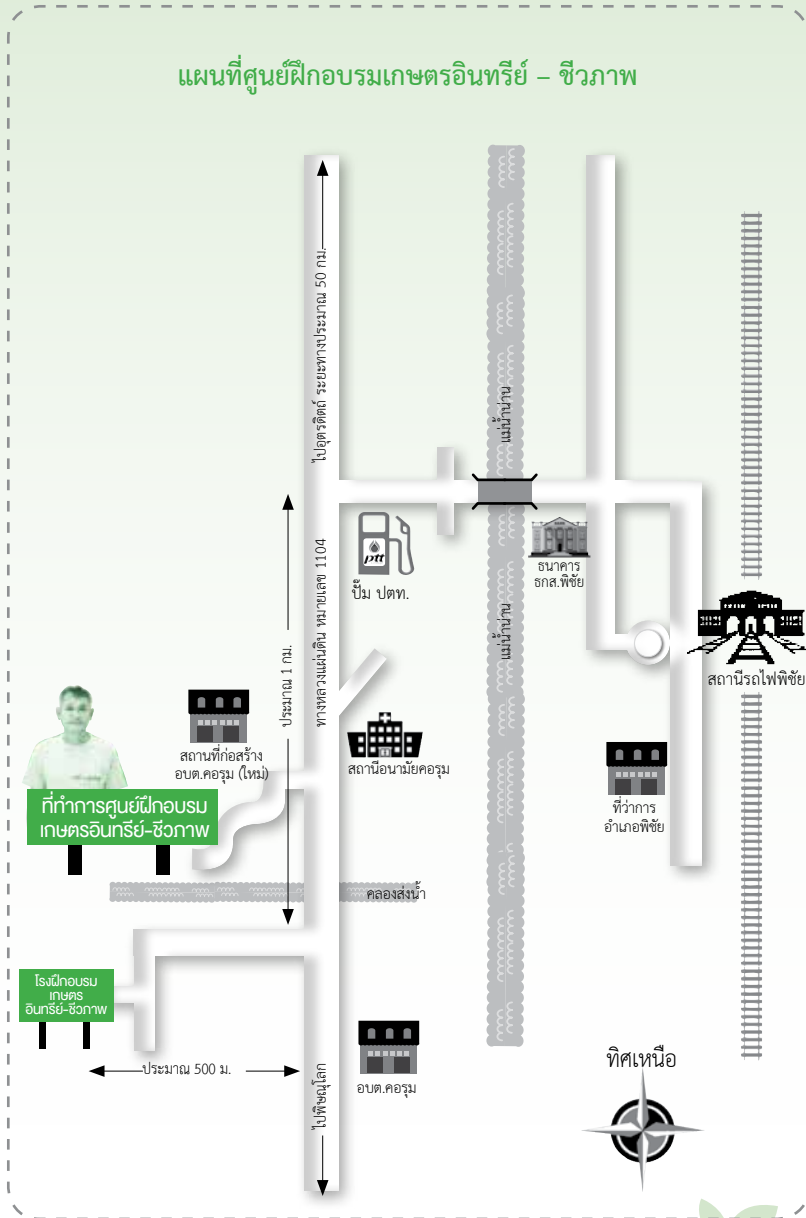 แผนที่ศูนย์ฝึกอบรมเกษตรอินทรีย์ – ชีวภาพ
ไปอุตรดิตถ์ ระยะทางประมาณ 50 กม.
แม่น้ำน่าน
ptt
ปั๊ม ปตท.
ธนาคาร
ธกส.พิชัย
ทางหลวงแผ่นดิน หมายเลข 1104
ประมาณ 1 กม.
แม่น้ำน่าน
สถานีรถไฟพิชัย
สถานที่ก่อสร้าง
อบต.คอรุม (ใหม่)
สถานีอนามัยคอรุม
ที่ทำการศูนย์ฝึกอบรม
เกษตรอินทรีย์-ชีวภาพ
ที่ว่าการ
อำเภอพิชัย
คลองส่งน้ำ
โรงฝึกอบรม
เกษตร
อินทรีย์-ชีวภาพ
ประมาณ 500 ม.
ไปพิษณุโลก
อบต.คอรุม
ทิศเหนือ